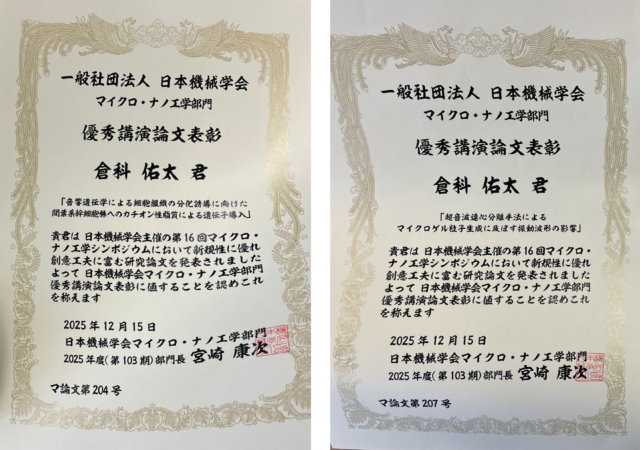 一般社団法人 日本機械学会
マイクロ・ナノ工学部門
優秀講演論文表彰
倉科 佑太 君
「音響遺伝学による細胞組織の分化誘導に向けた
間葉系幹細胞株へのカチオン性脂質による遺伝子導入」
貴君は 日本機械学会主催の第16回マイクロ・
ナノ工学シンポジウムにおいて新規性に優れ
創意工夫に富む研究論文を発表されました
よって 日本機械学会マイクロ・ナノ工学部門
優秀講演論文表彰に値することを認めこれ
を称えます
2025年12月15日
日本機械学会マイクロ・ナノ工学部門
2025年度(第103期)部門長 宮崎 康次
マ論文第204号
一般社団法人 日本機械学会
マイクロ・ナノ工学部門
優秀講演論文表彰
倉科 佑太 君
「超音波遠心分離手法による
マイクロゲル粒子生成に及ぼす振動波形の影響」
貴君は 日本機械学会主催の第16回マイクロ・
ナノ工学シンポジウムにおいて新規性に優れ
創意工夫に富む研究論文を発表されました
よって 日本機械学会マイクロ・ナノ工学部門
優秀講演論文表彰に値することを認めこれ
を称えます
2025年12月15日
日本機械学会マイクロ・ナノ工学部門
2025年度(第103期)部門長 宮崎 康次
マ論文第207号